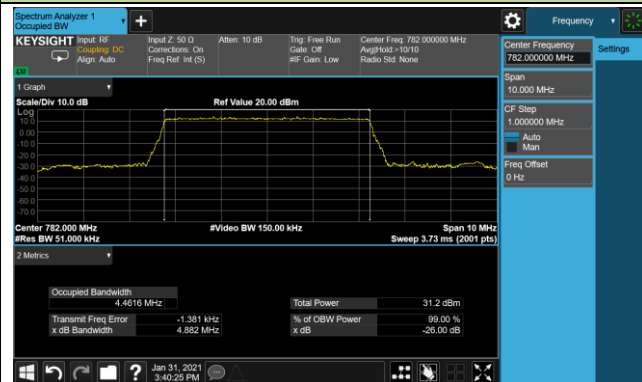 Spectrum Analyzer 1
Occupied BW
Frequency
KEYSIGHT
Input: RF
Coupling: DC
Align: Auto
Input Z: 50 Ω
Corrections: On
Freq Ref: Int (S)
Atten: 10 dB
Trig: Free Run
Gate: Off
#IF Gain: Low
Center Freq: 782.000000 MHz
Avg|Hold:>10/10
Radio Std: None
Center Frequency
782.000000 MHz
Settings
Span
10.000 MHz
CF Step
1.000000 MHz
Auto
Man
Freq Offset
0 Hz
1 Graph
Scale/Div 10.0 dB
Ref Value 20.00 dBm
Log
10.0
0.00
-10.0
-20.0
-30.0
-40.0
-50.0
-60.0
-70.0
Center 782.000 MHz
#Video BW 150.00 kHz
Span 10 MHz
#Res BW 51.000 kHz
Sweep 3.73 ms (2001 pts)
2 Metrics
Occupied Bandwidth
4.4616 MHz
Total Power 31.2 dBm
Transmit Freq Error -1.381 kHz
% of OBW Power 99.00 %
x dB Bandwidth 4.882 MHz
x dB -26.00 dB
?
Jan 31, 2021
3:40:25 PM